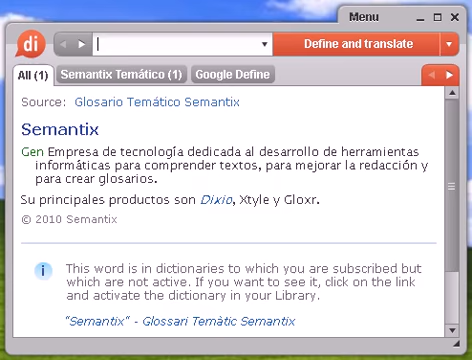 Menu
di
Define and translate
All (1)
Semantix Temático (1)
Google Define
Source: Glosario Temático Semantix
Semantix
Gen Empresa de tecnología dedicada al desarrollo de herramientas
informáticas para comprender textos, para mejorar la redacción y
para crear glosarios.
Su principales productos son Dixio, Xtyle y Gloxr.
© 2010 Semantix
i
This word is in dictionaries to which you are subscribed but
which are not active. If you want to see it, click on the link
and activate the dictionary in your Library.
"Semantix" - Glossari Temàtic Semantix